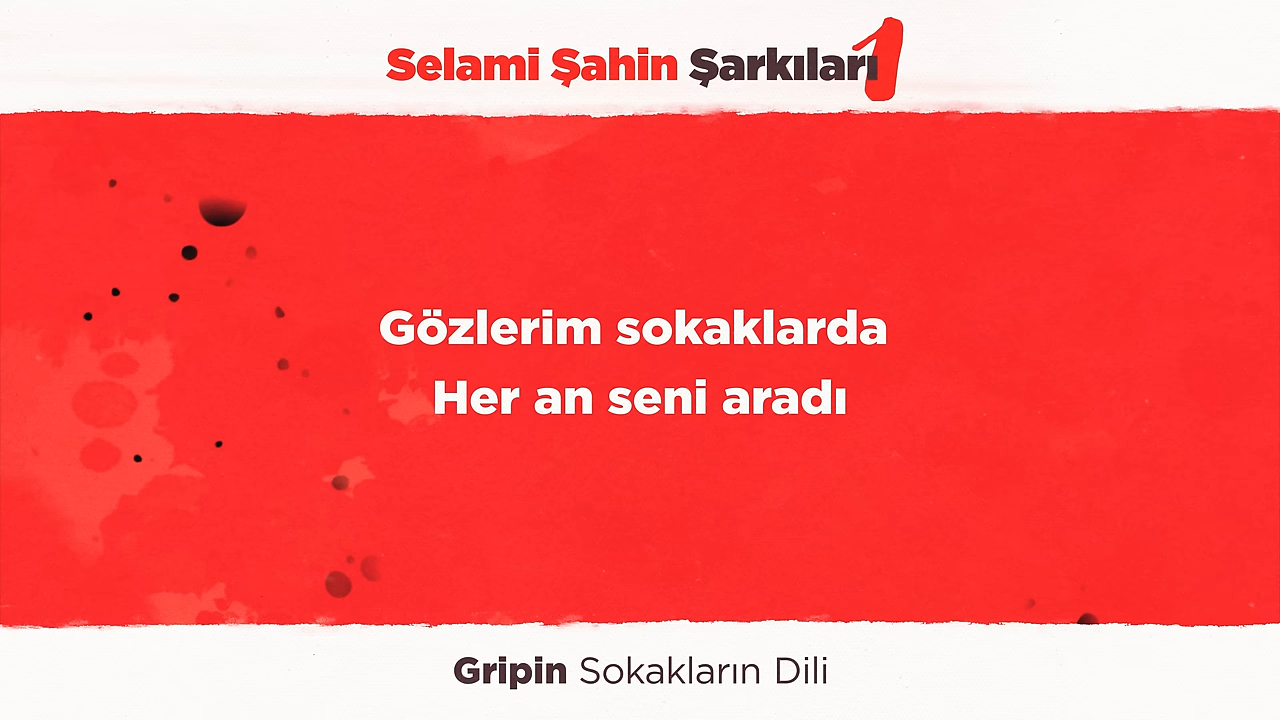 Selami Şahin Şarkıları 1
Gözlerim sokaklarda
Her an seni aradı
Gripin Sokakların Dili